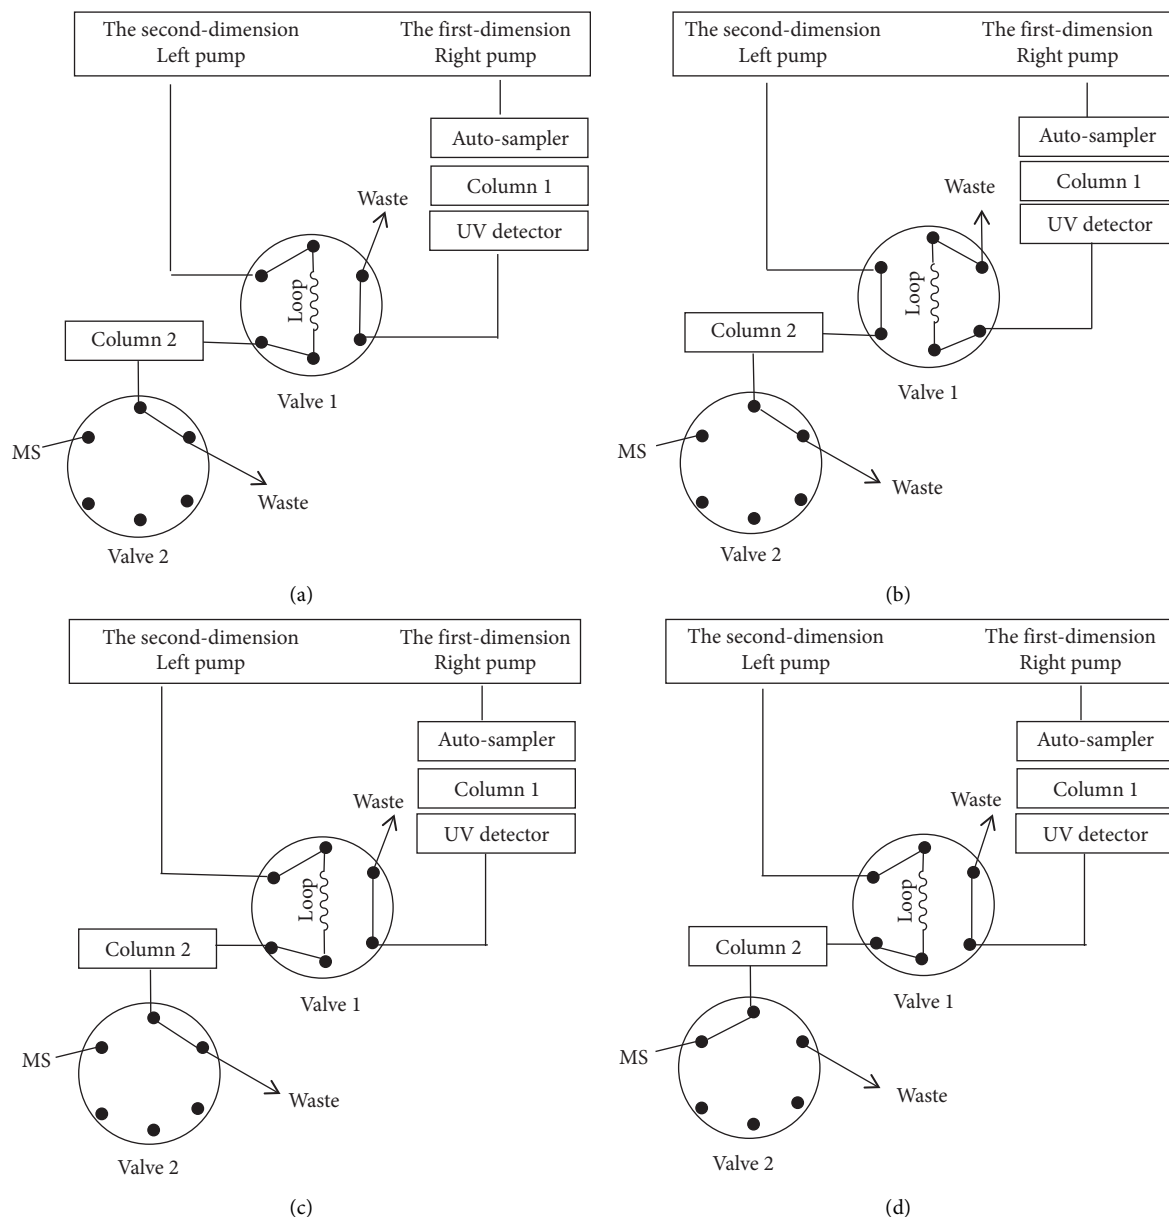 The second-dimension
Left pump
The first-dimension
Right pump
Auto-sampler
Column 1
UV detector
Waste
Loop
Column 2
Valve 1
MS
Waste
Valve 2
(a)
The second-dimension
Left pump
The first-dimension
Right pump
Auto-sampler
Column 1
UV detector
Waste
Loop
Column 2
Valve 1
MS
Waste
Valve 2
(b)
The second-dimension
Left pump
The first-dimension
Right pump
Auto-sampler
Column 1
UV detector
Waste
Loop
Column 2
Valve 1
MS
Waste
Valve 2
(c)
The second-dimension
Left pump
The first-dimension
Right pump
Auto-sampler
Column 1
UV detector
Waste
Loop
Column 2
Valve 1
MS
Waste
Valve 2
(d)